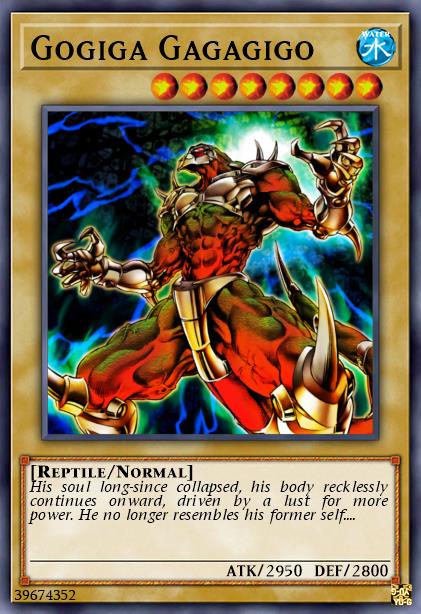 Gogiga Gagagigo
WATER
水
[Reptile/Normal]
His soul long-since collapsed, his body recklessly
continues onward, driven by a lust for more
power. He no longer resembles his former self....
ATK/2950 DEF/2800
39674352